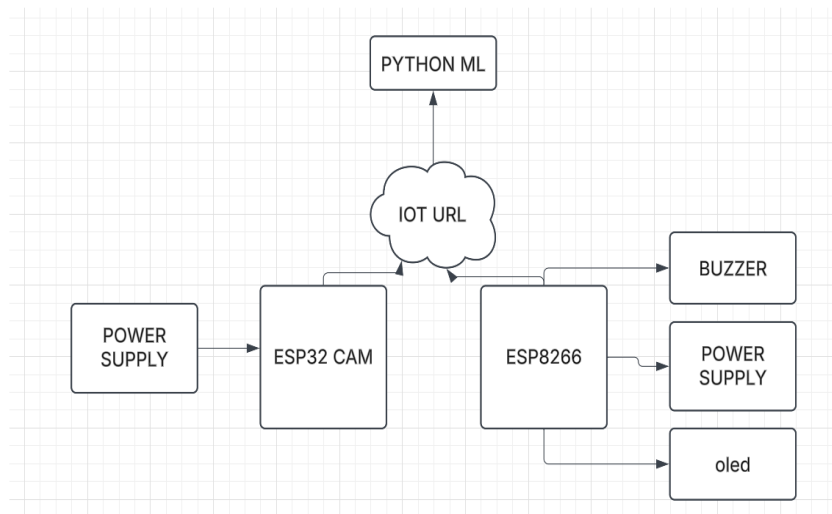 PYTHON ML
IOT URL
BUZZER
POWER
SUPPLY
ESP32 CAM
ESP8266
POWER
SUPPLY
oled